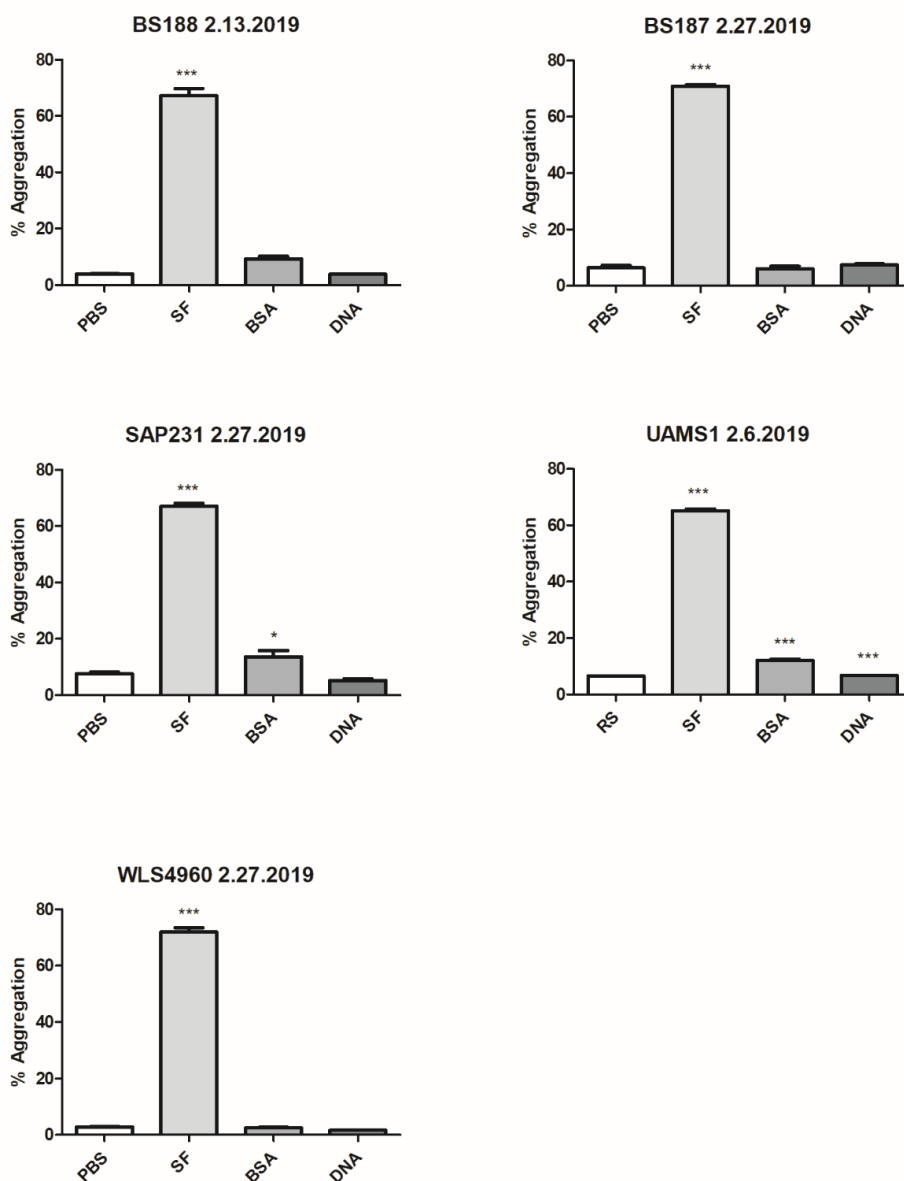 BS188 2.13.2019
% Aggregation
80
60
40
20
0
***
PBS
SF
BSA
DNA
BS187 2.27.2019
% Aggregation
80
60
40
20
0
***
PBS
SF
BSA
DNA
SAP231 2.27.2019
% Aggregation
80
60
40
20
0
***
*
PBS
SF
BSA
DNA
UAMS1 2.6.2019
% Aggregation
80
60
40
20
0
***
***
***
RS
SF
BSA
DNA
WLS4960 2.27.2019
% Aggregation
80
60
40
20
0
***
PBS
SF
BSA
DNA